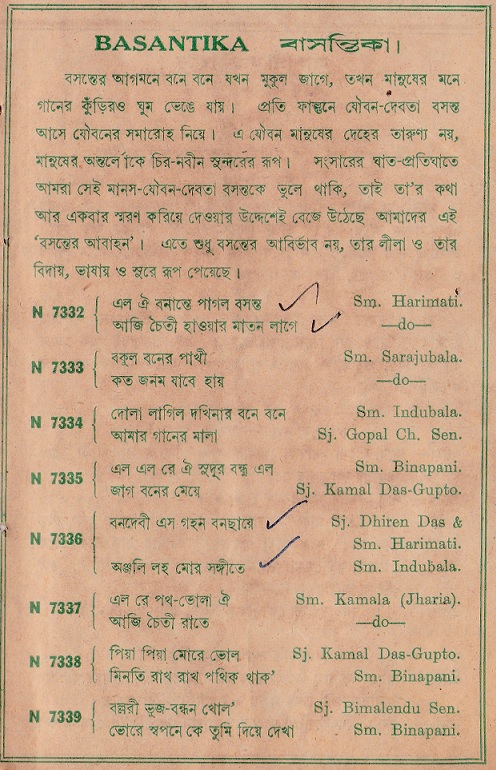 BASANTIKA বাসন্তিকা।
বসন্তের আগমনে বনে বনে যখন মুকুল জাগে, তখন মানুষের মনে
গানের কুঁড়িরও ঘুম ভেঙে যায়। প্রতি ফাল্গুনে যৌবন-দেবতা বসন্ত
আসে যৌবনের সমারোহ নিয়ে। এ যৌবন মানুষের দেহের তারুণ্য নয়,
মানুষের অন্তর্লোকে চির-নবীন সুন্দরের রূপ। সংসারের ঘাত-প্রতিঘাতে
আমরা সেই মানস-যৌবন-দেবতা বসন্তকে ভুলে থাকি, তাই তা'র কথা
আর একবার স্মরণ করিয়ে দেওয়ার উদ্দেশেই বেজে উঠেছে আমাদের এই
'বসন্তের আবাহন'। এতে শুধু বসন্তের আবির্ভাব নয়, তার লীলা ও তার
বিদায়, ভাষায় ও সুরে রূপ পেয়েছে।
N 7332 এল ঐ বনান্তে পাগল বসন্ত Sm. Harimati.
আজি চৈতী হাওয়ার মাতন লাগে —do—
N 7333 বকুল বনের পাখী Sm. Sarajubala.
কত জনম যাবে হায় —do—
N 7334 দোলা লাগিল দখিনার বনে বনে Sm. Indubala.
আমার গানের মালা Sj. Gopal Ch. Sen.
N 7335 এল এল রে ঐ সুদূর বন্ধু এল Sm. Binapani.
জাগ বনের মেয়ে Sj. Kamal Das-Gupto.
N 7336 বনদেবী এস গহন বনছায়ে Sj. Dhiren Das &
Sm. Harimati.
অঞ্জলি লহ মোর সঙ্গীতে Sm. Indubala.
N 7337 এল রে পথ-ভোলা ঐ Sm. Kamala (Jharia).
আজি চৈতী রাতে —do—
N 7338 পিয়া পিয়া মোরে ভোল Sj. Kamal Das-Gupto.
মিনতি রাখ রাখ পথিক থাক' Sm. Binapani.
N 7339 বল্লরী ভুজ-বন্ধন খোল' Sj. Bimalendu Sen.
ভোরে স্বপনে কে তুমি দিয়ে দেখা Sm. Binapani.